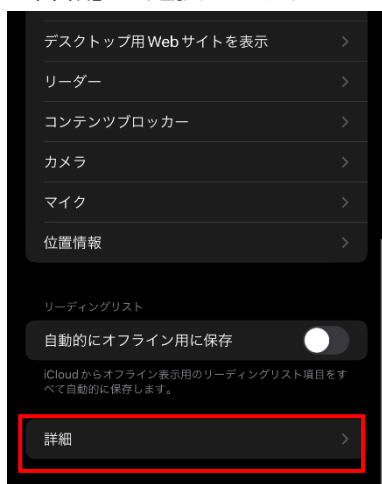 デスクトップ用Webサイトを表示
リーダー
コンテンツブロッカー
カメラ
マイク
位置情報
リーディングリスト
自動的にオフライン用に保存
iCloudからオフライン表示用のリーディングリスト項目をす
べて自動的に保存します。
詳細